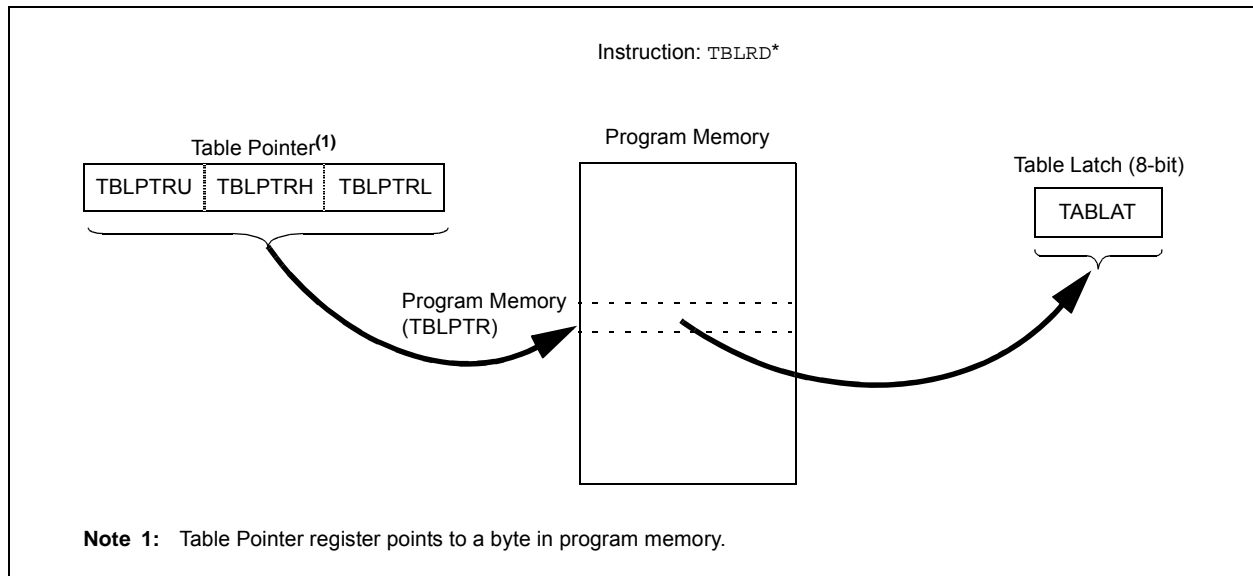 Instruction: TBLRD*
Table Pointer(1)
TBLPTRU TBLPTRH TBLPTRL
Program Memory
Table Latch (8-bit)
TABLAT
Program Memory
(TBLPTR)
Note 1: Table Pointer register points to a byte in program memory.